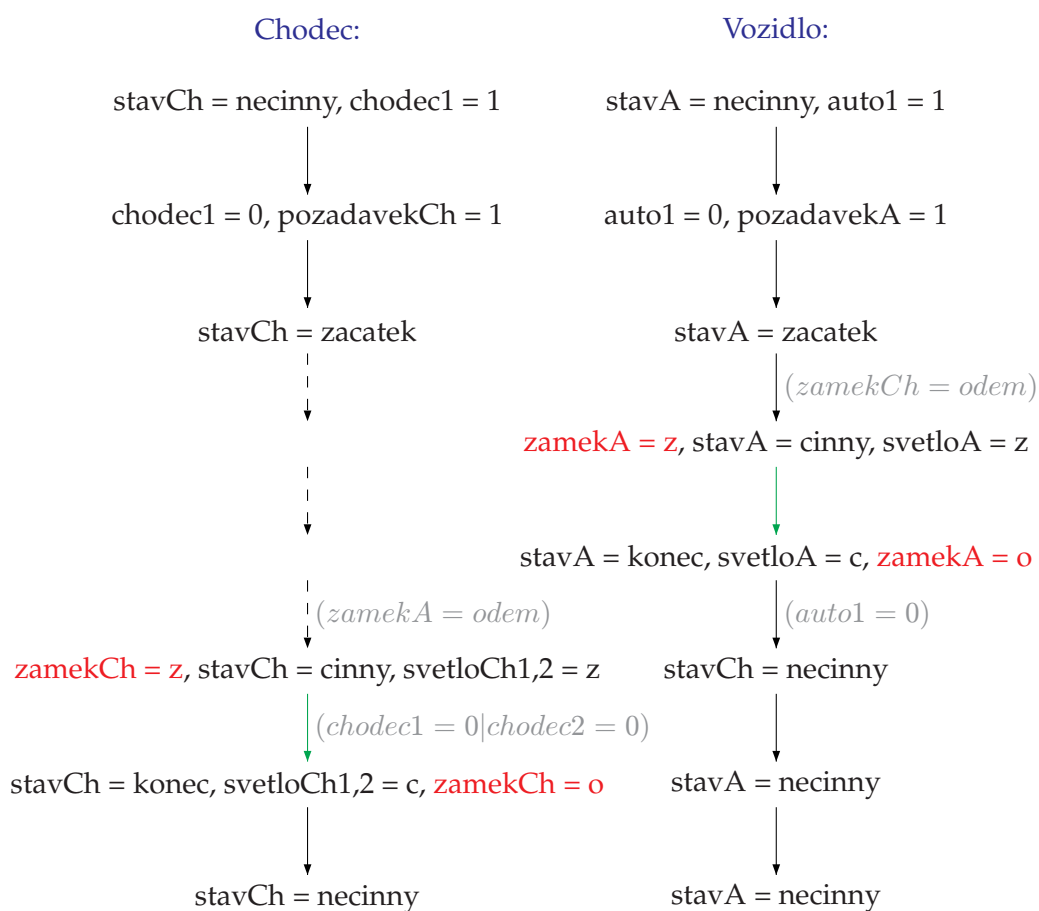 Chodec:
Vozidlo:
stavCh = necinny, chodec1 = 1
stavA = necinny, auto1 = 1
chodec1 = 0, pozadavekCh = 1
auto1 = 0, pozadavekA = 1
stavCh = zacatek
stavA = zacatek
(zamekCh = odem)
zamekA = z, stavA = cinny, svetloA = z
stavA = konec, svetloA = c, zamekA = o
(zamekA = odem)
(auto1 = 0)
zamekCh = z, stavCh = cinny, svetloCh1,2 = z
stavCh = necinny
(chodec1 = 0|chodec2 = 0)
stavCh = konec, svetloCh1,2 = c, zamekCh = o
stavA = necinny
stavCh = necinny
stavA = necinny